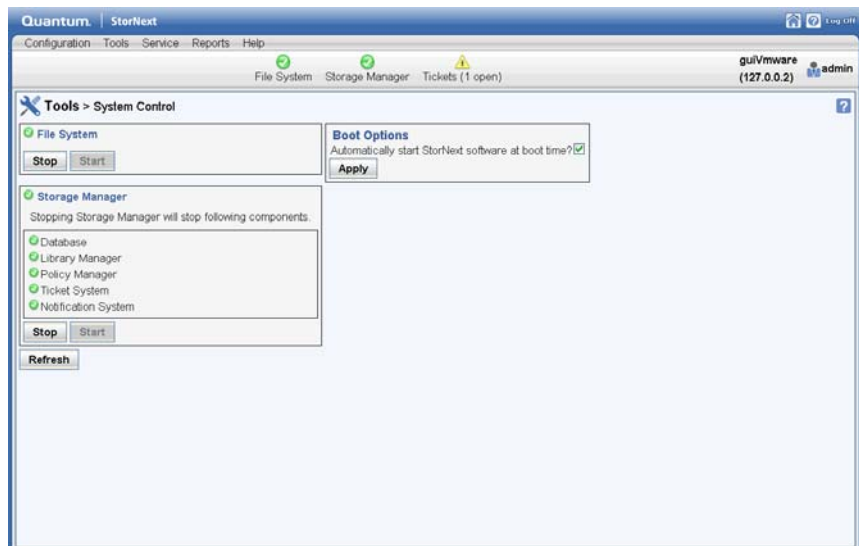 Quantum. StorNext
Log Off
Configuration Tools Service Reports Help
File System Storage Manager Tickets (1 open)
guiVmware
(127.0.0.2)
admin
Tools > System Control
File System
Stop Start
Boot Options
Automatically start StorNext software at boot time?
Apply
Storage Manager
Stopping Storage Manager will stop following components.
Database
Library Manager
Policy Manager
Ticket System
Notification System
Stop Start
Refresh